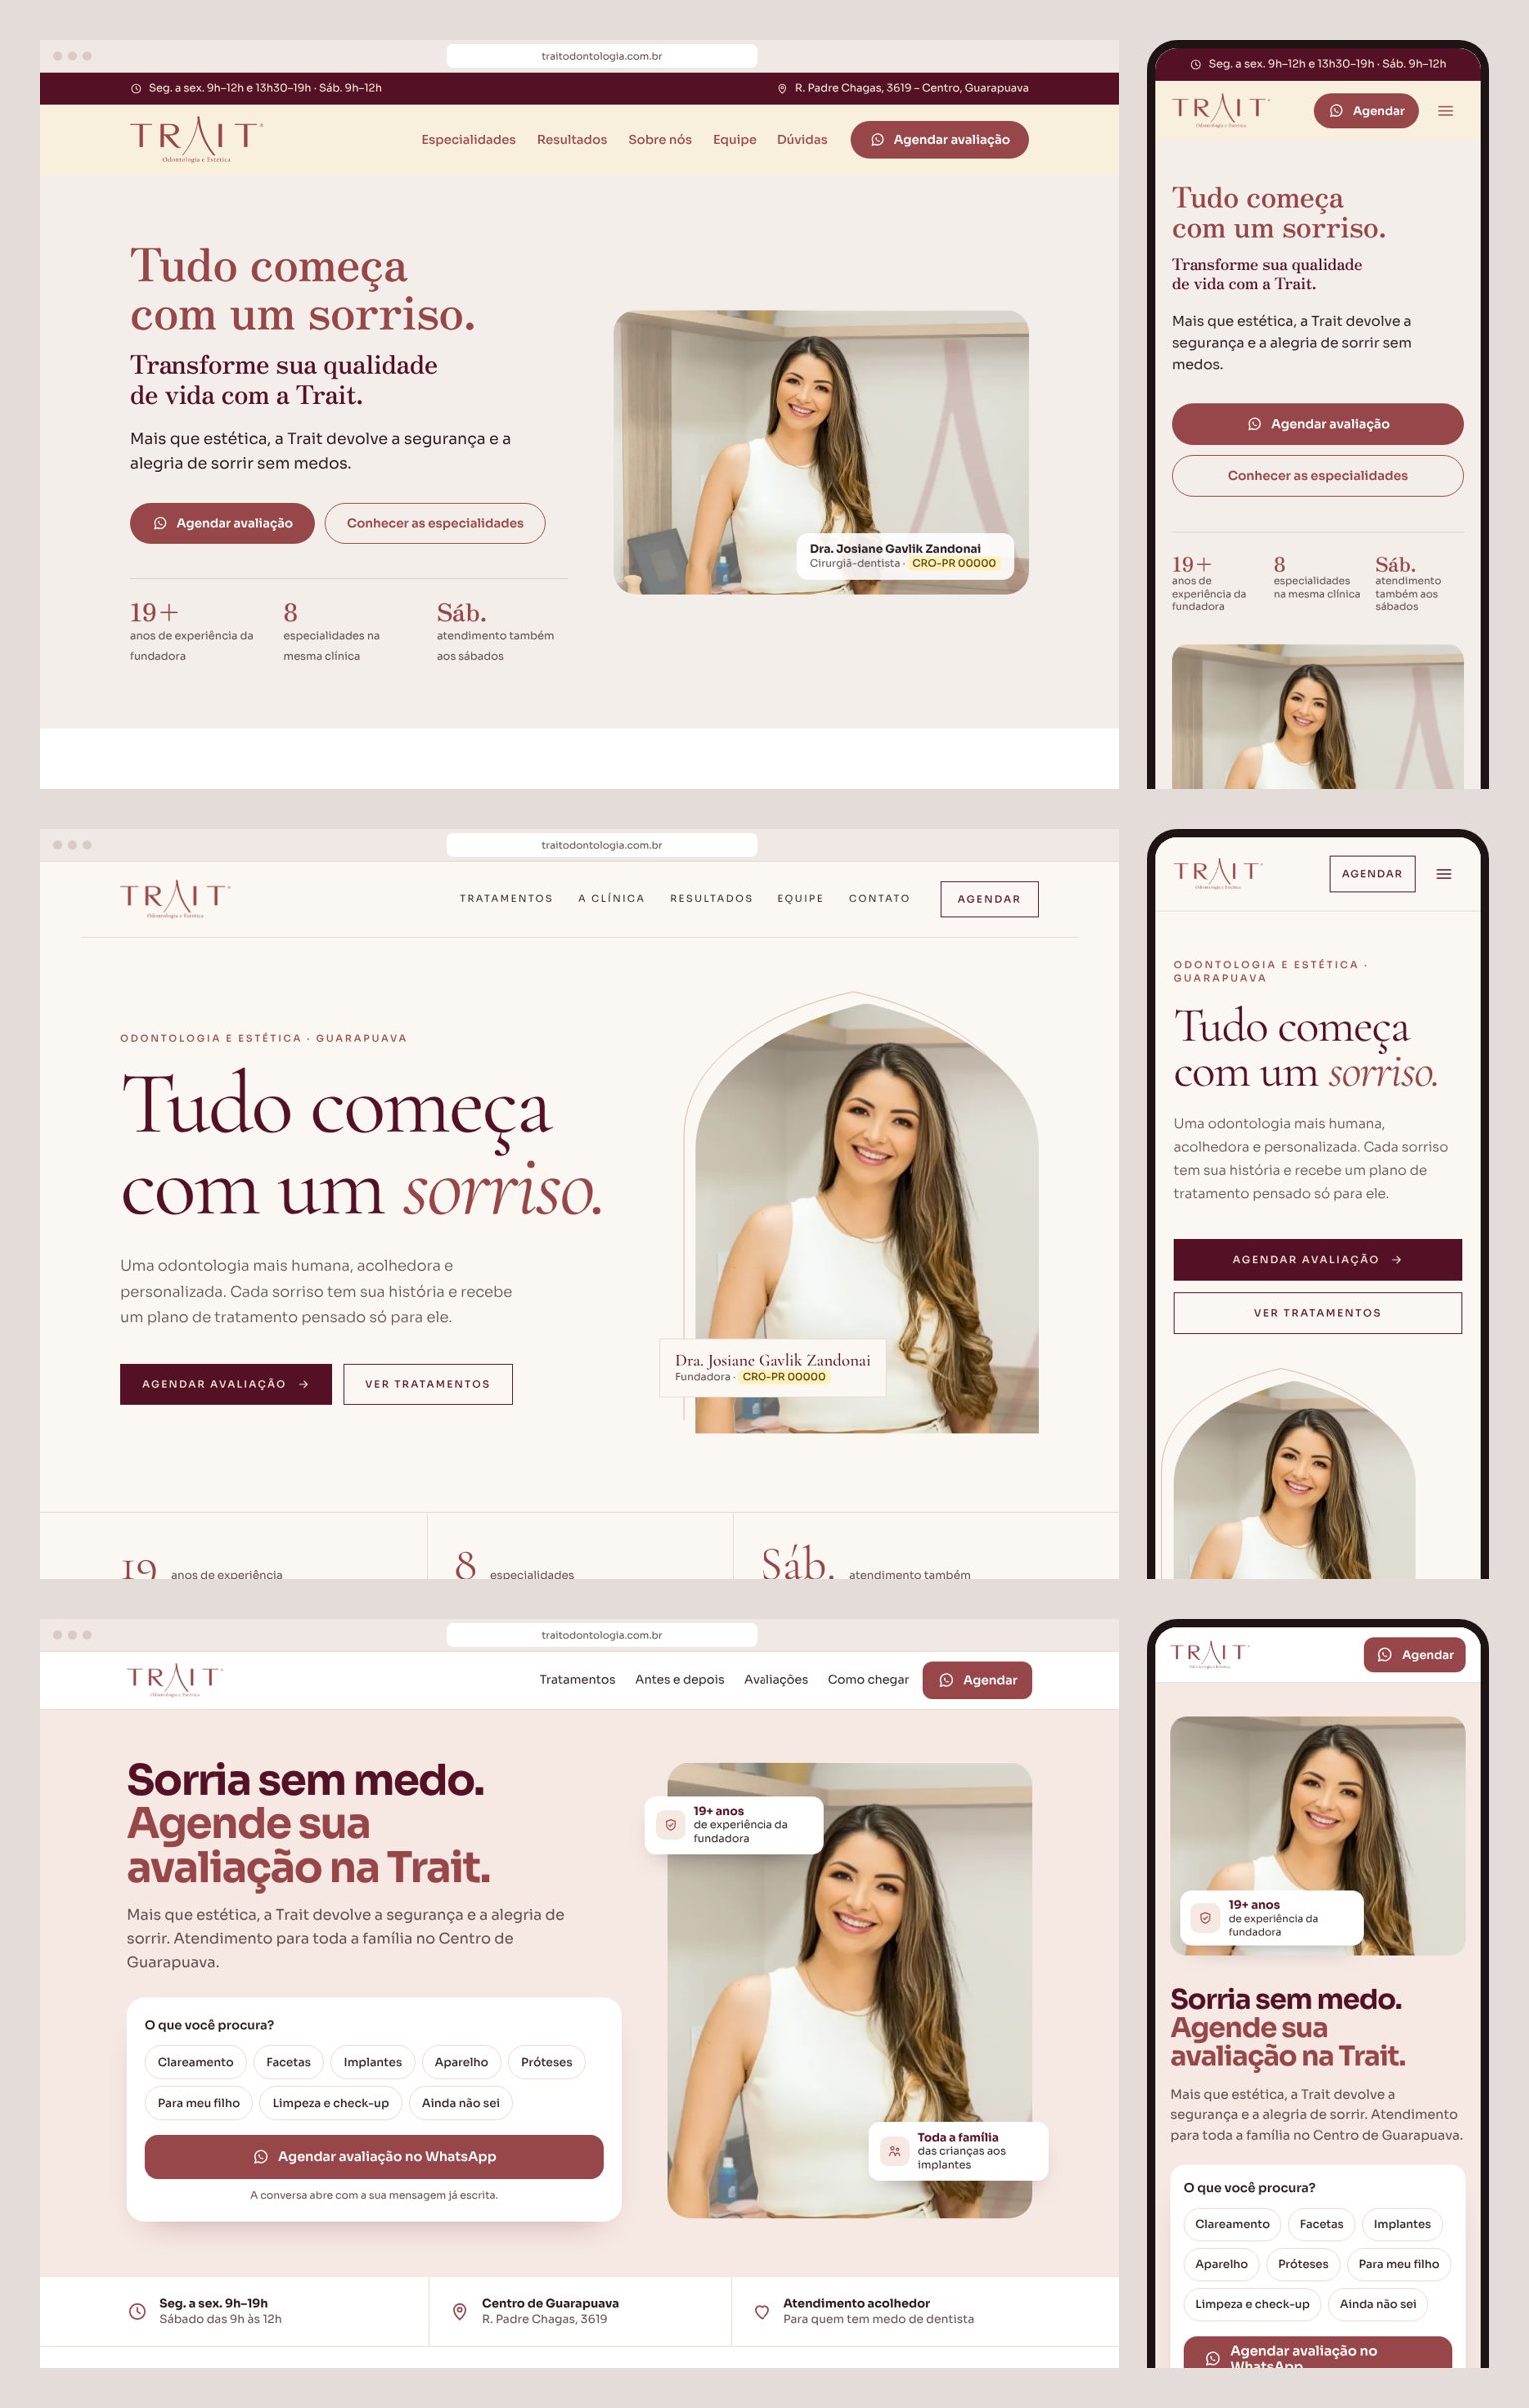 traitodontologia.com.br
Seg. a sex. 9h–12h e 13h30–19h · Sáb. 9h–12h
R. Padre Chagas, 3619 – Centro, Guarapuava
TRAIT
Odontologia e Estética
Especialidades
Resultados
Sobre nós
Equipe
Dúvidas
Agendar avaliação
Tudo começa
com um sorriso.
Transforme sua qualidade
de vida com a Trait.
Mais que estética, a Trait devolve a segurança e a
alegria de sorrir sem medos.
Agendar avaliação
Conhecer as especialidades
19+
anos de experiência da
fundadora
8
especialidades na
mesma clínica
Sáb.
atendimento também
aos sábados
Dra. Josiane Gavlik Zandonai
Cirurgiã-dentista · CRO-PR 00000
Seg. a sex. 9h–12h e 13h30–19h · Sáb. 9h–12h
TRAIT
Odontologia e Estética
Agendar
Tudo começa
com um sorriso.
Transforme sua qualidade
de vida com a Trait.
Mais que estética, a Trait devolve a
segurança e a alegria de sorrir sem
medos.
Agendar avaliação
Conhecer as especialidades
19+
anos de
experiência da
fundadora
8
especialidades
na mesma clínica
Sáb.
atendimento
também aos
sábados
traitodontologia.com.br
TRAIT
Odontologia e Estética
TRATAMENTOS
A CLÍNICA
RESULTADOS
EQUIPE
CONTATO
AGENDAR
ODONTOLOGIA E ESTÉTICA · GUARAPUAVA
Tudo começa
com um sorriso.
Uma odontologia mais humana, acolhedora e
personalizada. Cada sorriso tem sua história e recebe
um plano de tratamento pensado só para ele.
AGENDAR AVALIAÇÃO →
VER TRATAMENTOS
Dra. Josiane Gavlik Zandonai
Fundadora · CRO-PR 00000
19
anos de experiência
8
especialidades
Sáb.
atendimento também
TRAIT
Odontologia e Estética
AGENDAR
ODONTOLOGIA E ESTÉTICA ·
GUARAPUAVA
Tudo começa
com um sorriso.
Uma odontologia mais humana,
acolhedora e personalizada. Cada sorriso
tem sua história e recebe um plano de
tratamento pensado só para ele.
AGENDAR AVALIAÇÃO →
VER TRATAMENTOS
traitodontologia.com.br
TRAIT
Odontologia e Estética
Tratamentos
Antes e depois
Avaliações
Como chegar
Agendar
Sorria sem medo.
Agende sua
avaliação na Trait.
Mais que estética, a Trait devolve a segurança e a alegria de
sorrir. Atendimento para toda a família no Centro de
Guarapuava.
O que você procura?
Clareamento
Facetas
Implantes
Aparelho
Próteses
Para meu filho
Limpeza e check-up
Ainda não sei
Agendar avaliação no WhatsApp
A conversa abre com a sua mensagem já escrita.
19+ anos
de experiência da
fundadora
Toda a família
das crianças aos
implantes
Seg. a sex. 9h–19h
Sábado das 9h às 12h
Centro de Guarapuava
R. Padre Chagas, 3619
Atendimento acolhedor
Para quem tem medo de dentista
TRAIT
Odontologia e Estética
Agendar
19+ anos
de experiência da
fundadora
Sorria sem medo.
Agende sua
avaliação na Trait.
Mais que estética, a Trait devolve a
segurança e a alegria de sorrir. Atendimento
para toda a família no Centro de Guarapuava.
O que você procura?
Clareamento
Facetas
Implantes
Aparelho
Próteses
Para meu filho
Limpeza e check-up
Ainda não sei
Agendar avaliação no
WhatsApp